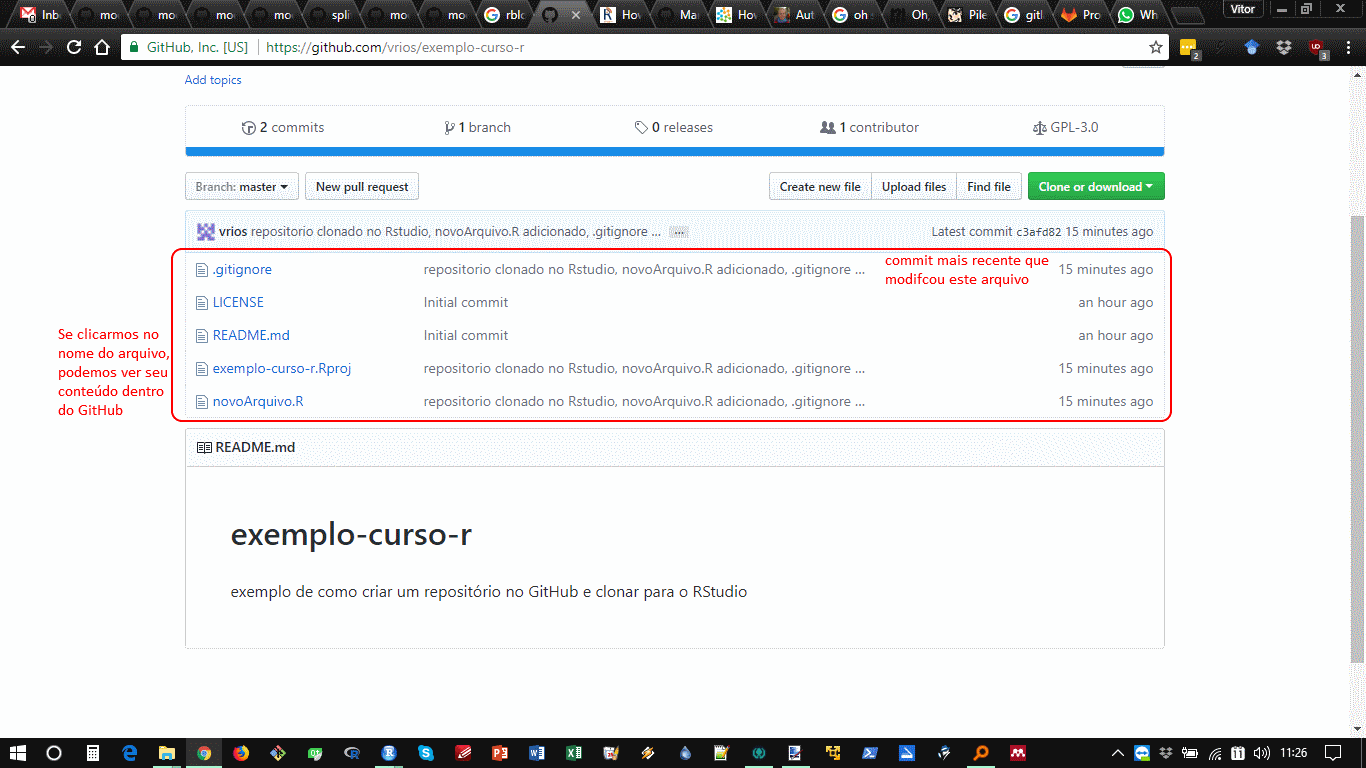 Inb
mo
mo
mo
mo
spli
mo
mo
rblo
Hov
Ma
Hov
Aut
oh s
Oh,
Pile
gitl
Pro
Wh
Vitor
GitHub, Inc. [US]
https://github.com/vrios/exemplo-curso-r
2
3
Add topics
2 commits
1 branch
0 releases
1 contributor
GPL-3.0
Branch: master
New pull request
Create new file
Upload files
Find file
Clone or download
vrios repositorio clonado no Rstudio, novoArquivo.R adicionado, .gitignore ...
...
Latest commit c3afd82 15 minutes ago
.gitignore
repositorio clonado no Rstudio, novoArquivo.R adicionado, .gitignore ...
commit mais recente que
modifcou este arquivo
15 minutes ago
LICENSE
Initial commit
an hour ago
README.md
Initial commit
an hour ago
exemplo-curso-r.Rproj
repositorio clonado no Rstudio, novoArquivo.R adicionado, .gitignore ...
15 minutes ago
novoArquivo.R
repositorio clonado no Rstudio, novoArquivo.R adicionado, .gitignore ...
15 minutes ago
Se clicarmos no
nome do arquivo,
podemos ver seu
conteúdo dentro
do GitHub
README.md
exemplo-curso-r
exemplo de como criar um repositório no GitHub e clonar para o RStudio
11:26